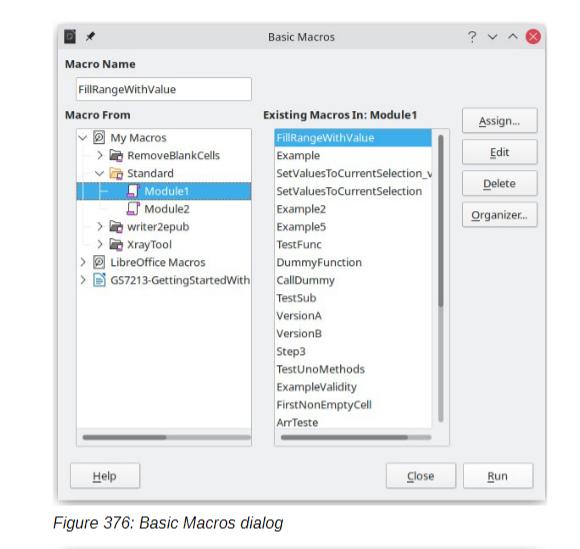 Basic Macros
Macro Name
FillRangeWithValue
Macro From
My Macros
RemoveBlankCells
Standard
Module1
Module2
writer2epub
XrayTool
LibreOffice Macros
GS7213-GettingStartedWith
Existing Macros In: Module1
FillRangeWithValue
Example
SetValuesToCurrentSelection_v
SetValuesToCurrentSelection
Example2
Example5
TestFunc
DummyFunction
CallDummy
TestSub
VersionA
VersionB
Step3
TestUnoMethods
ExampleValidity
FirstNonEmptyCell
ArrTeste
Assign...
Edit
Delete
Organizer...
Help
Close
Run
Figure 376: Basic Macros dialog